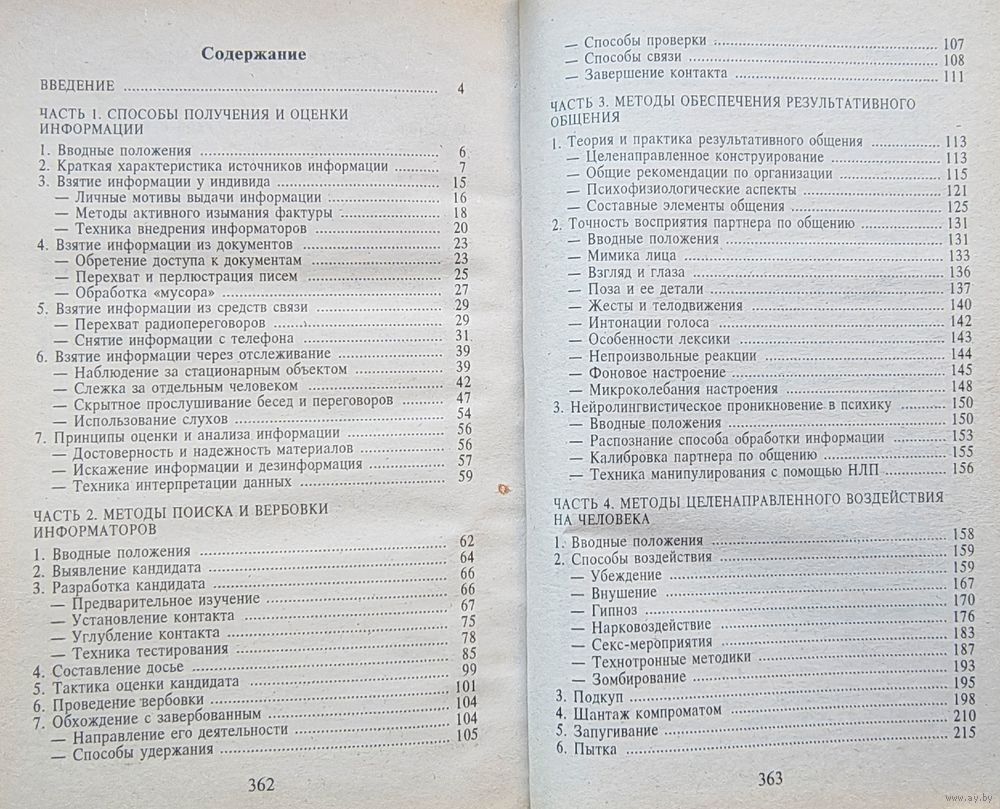 Содержание
ВВЕДЕНИЕ 4
ЧАСТЬ 1. СПОСОБЫ ПОЛУЧЕНИЯ И ОЦЕНКИ
ИНФОРМАЦИИ
1. Вводные положения 6
2. Краткая характеристика источников информации 7
3. Взятие информации у индивида 15
— Личные мотивы выдачи информации 16
— Методы активного изымания фактуры 18
— Техника внедрения информаторов 20
4. Взятие информации из документов 23
— Обретение доступа к документам 23
— Перехват и перлюстрация писем 25
— Обработка «мусора» 27
5. Взятие информации из средств связи 29
— Перехват радиопереговоров 29
— Снятие информации с телефона 31
6. Взятие информации через отслеживание 39
— Наблюдение за стационарным объектом 39
— Слежка за отдельным человеком 42
— Скрытное прослушивание бесед и переговоров 47
— Использование слухов 54
7. Принципы оценки и анализа информации 56
— Достоверность и надежность материалов 56
— Искажение информации и дезинформация 57
— Техника интерпретации данных 59
ЧАСТЬ 2. МЕТОДЫ ПОИСКА И ВЕРБОВКИ
ИНФОРМАТОРОВ
1. Вводные положения 62
2. Выявление кандидата 64
3. Разработка кандидата 66
— Предварительное изучение 66
— Установление контакта 67
— Углубление контакта 75
— Техника тестирования 78
4. Составление досье 85
5. Тактика оценки кандидата 99
6. Проведение вербовки 101
7. Обхождение с завербованным 104
— Направление его деятельности 104
— Способы удержания 105
362
— Способы проверки 107
— Способы связи 108
— Завершение контакта 111
ЧАСТЬ 3. МЕТОДЫ ОБЕСПЕЧЕНИЯ РЕЗУЛЬТАТИВНОГО
ОБЩЕНИЯ
1. Теория и практика результативного общения 113
— Целенаправленное конструирование 113
— Общие рекомендации по организации 115
— Психофизиологические аспекты 121
— Составные элементы общения 125
2. Точность восприятия партнера по общению 131
— Вводные положения 131
— Мимика лица 133
— Взгляд и глаза 136
— Поза и ее детали 137
— Жесты и телодвижения 140
— Интонации голоса 142
— Особенности лексики 143
— Непроизвольные реакции 144
— Фоновое настроение 145
— Микроколебания настроения 148
3. Нейролингвистическое проникновение в психику 150
— Вводные положения 150
— Распознание способа обработки информации 153
— Калибровка партнера по общению 155
— Техника манипулирования с помощью НЛП 156
ЧАСТЬ 4. МЕТОДЫ ЦЕЛЕНАПРАВЛЕННОГО ВОЗДЕЙСТВИЯ
НА ЧЕЛОВЕКА
1. Вводные положения 158
2. Способы воздействия 159
— Убеждение 159
— Внушение 167
— Гипноз 170
— Нарковоздействие 176
— Секс-мероприятия 183
— Технотронные методики 187
— Зомбирование 193
3. Подкуп 195
4. Шантаж компроматом 198
5. Запугивание 210
6. Пытка 215
363
www.ay.by